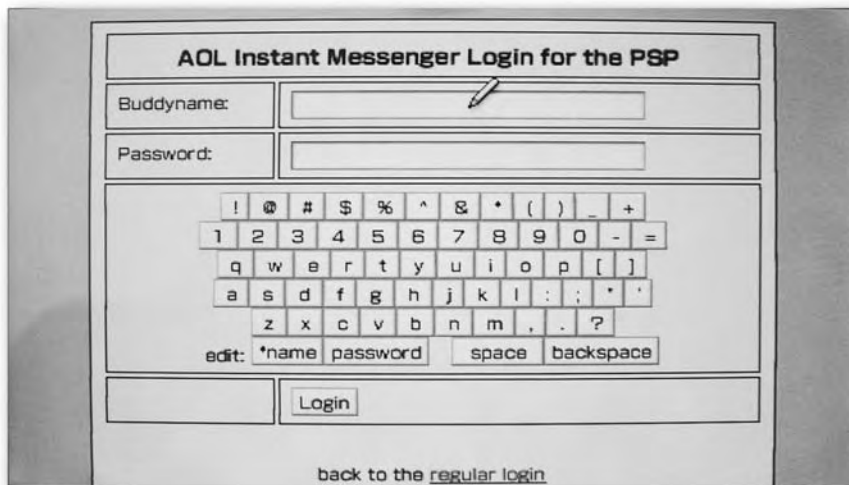 AOL Instant Messenger Login for the PSP
Buddyname:
Password:
! @ # $ % ^ & * ( ) _ +
1 2 3 4 5 6 7 8 9 0 - =
q w e r t y u i o p [ ]
a s d f g h j k l : ; " '
z x c v b n m , . ?
edit: *name password space backspace
Login
back to the regular login